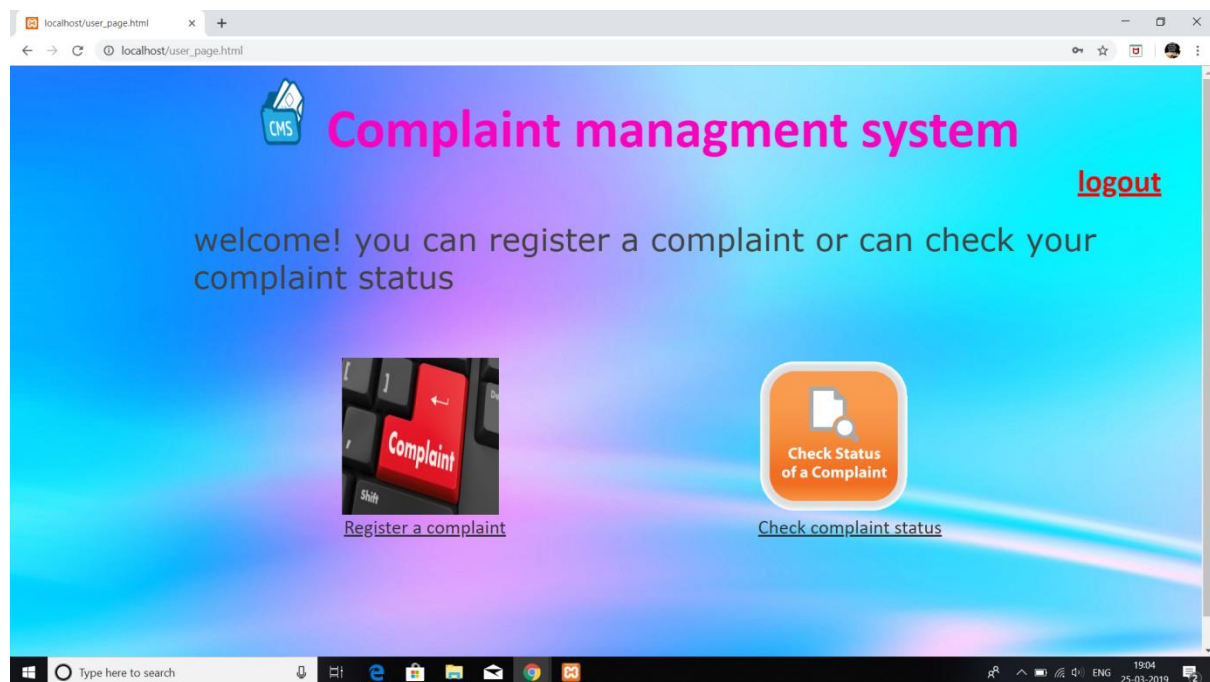 localhost/user_page.html
localhost/user_page.html
CMS
Complaint managment system
logout
welcome! you can register a complaint or can check your
complaint status
[
]
De
,
Complaint
Shift
Check Status
of a Complaint
Register a complaint
Check complaint status
Type here to search
ENG
19:04
25-03-2019
2